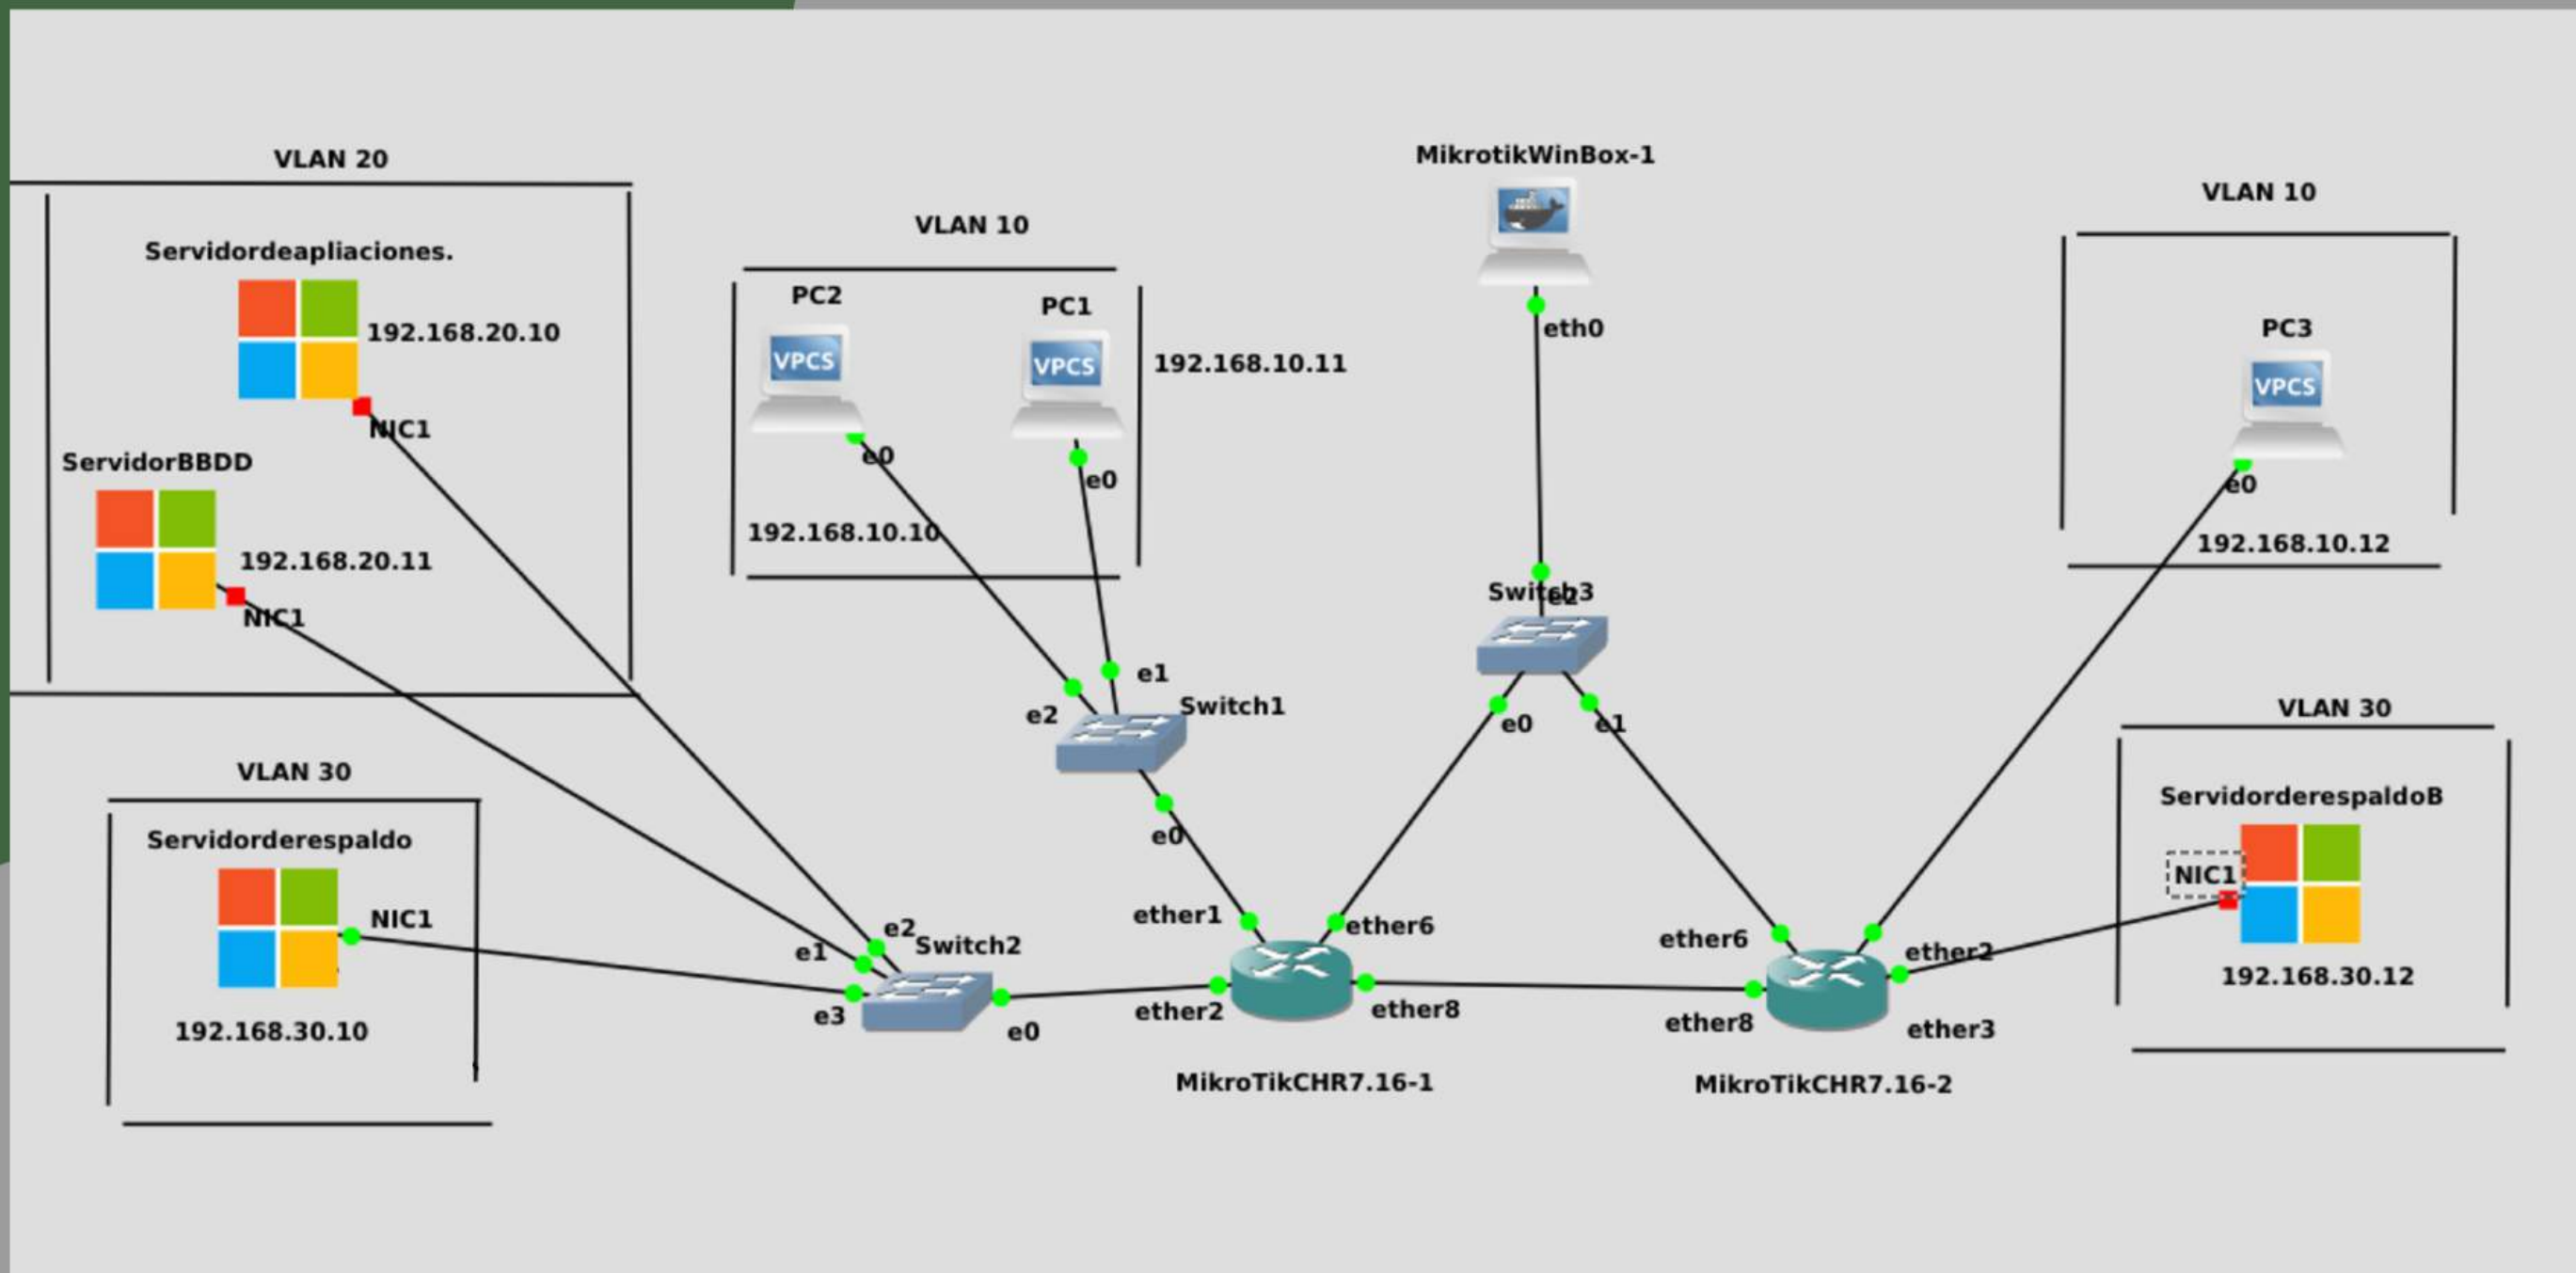 VLAN 20
Servidordeapliaciones.
192.168.20.10
NIC1
ServidorBBDD
192.168.20.11
NIC1
VLAN 30
Servidorderespaldo
NIC1
192.168.30.10
VLAN 10
PC2
PC1
VPCS
VPCS
192.168.10.11
e0
e0
192.168.10.10
e1
e2
Switch1
e0
e2
e1
Switch2
e3
e0
MikrotikWinBox-1
eth0
Switch3
e2
e0
e1
ether1
ether6
ether2
ether8
MikroTikCHR7.16-1
ether6
ether2
ether8
ether3
MikroTikCHR7.16-2
VLAN 10
PC3
VPCS
e0
192.168.10.12
VLAN 30
ServidorderespaldoB
NIC1
192.168.30.12